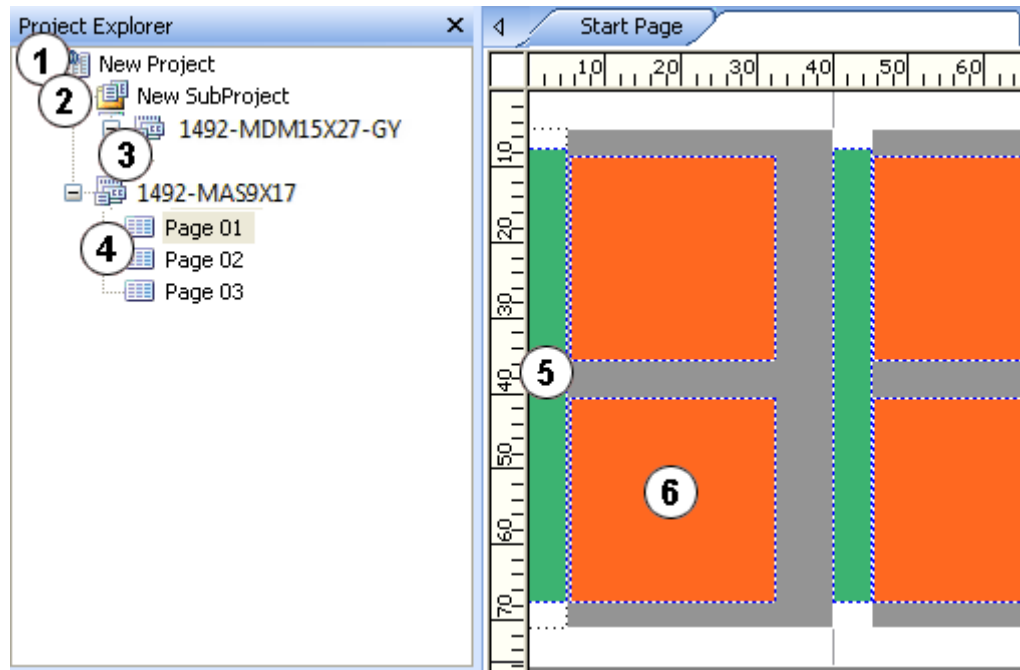 Project Explorer
Start Page
1
New Project
2
New SubProject
1492-MDM15X27-GY
3
1492-MAS9X17
Page 01
4
Page 02
Page 03
10 20 30 40 50 60
10
20
30
40
50
60
70
5
6